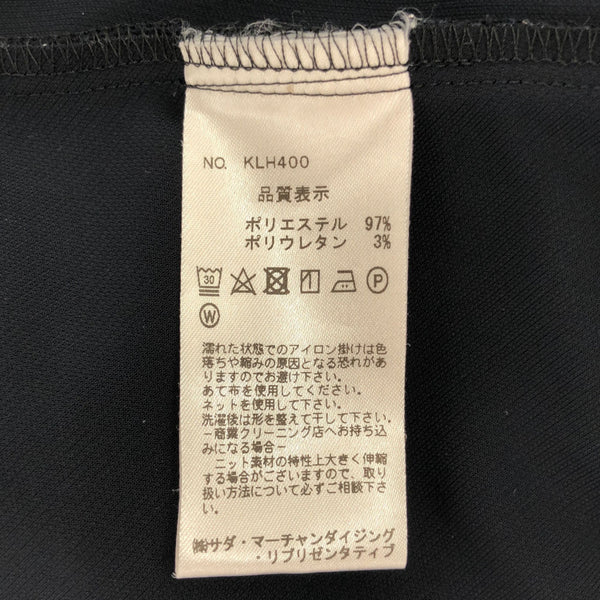 NO. KLH400
品質表示
ポリエステル 97%
ポリウレタン 3%
30
P
W
濡れた状態でのアイロン掛けは色
落ちや縮みの原因となる恐れがあ
りますのでお避け下さい。
あて布を使用してください。
ネットを使用して下さい。
洗濯後は形を整えて干して下さい。
－商業クリーニング店へお持ち込
みになる場合－
ニット素材の特性上大きく伸縮
する場合がございますので、取り
扱い方法について必ずご相談下さ
い。
㈱サダ・マーチャンダイジング
・リプリゼンタティブ